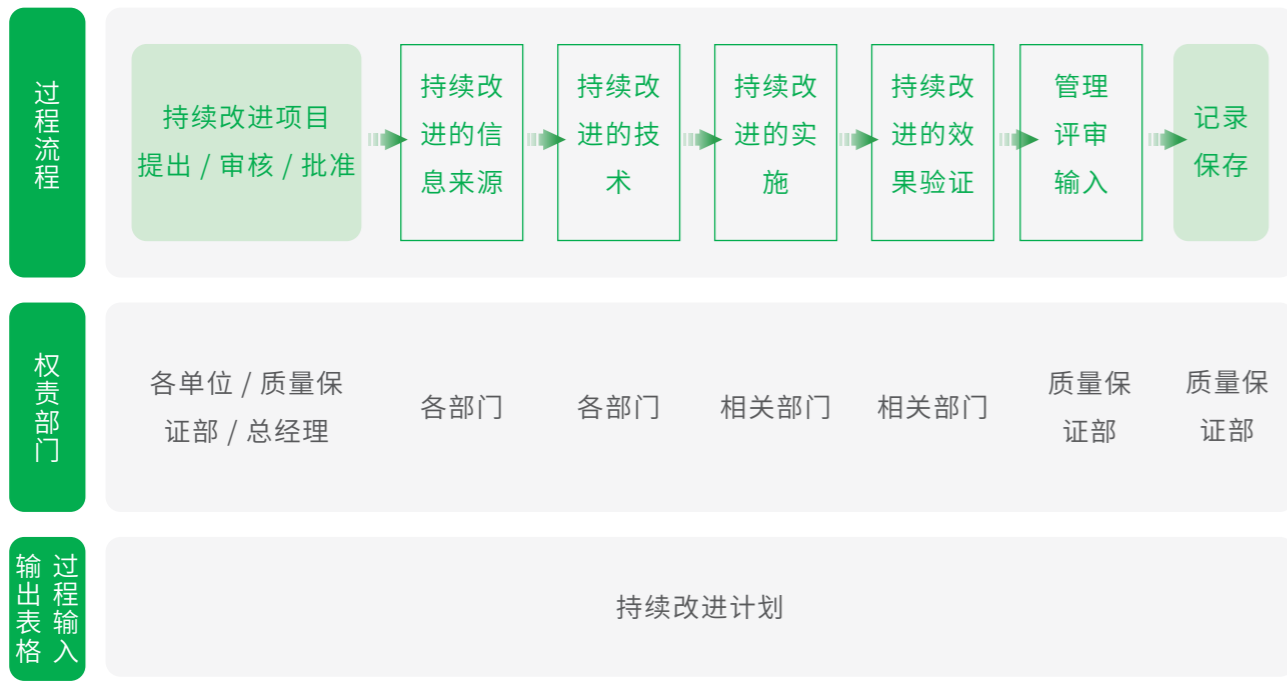 过程流程
持续改进项目
提出 / 审核 / 批准
持续改
进的信
息来源
持续改
进的技
术
持续改
进的实
施
持续改
进的效
果验证
管理
评审
输入
记录
保存
权责部门
各单位 / 质量保
证部 / 总经理
各部门
各部门
相关部门
相关部门
质量保
证部
质量保
证部
过程输入
输出表格
持续改进计划